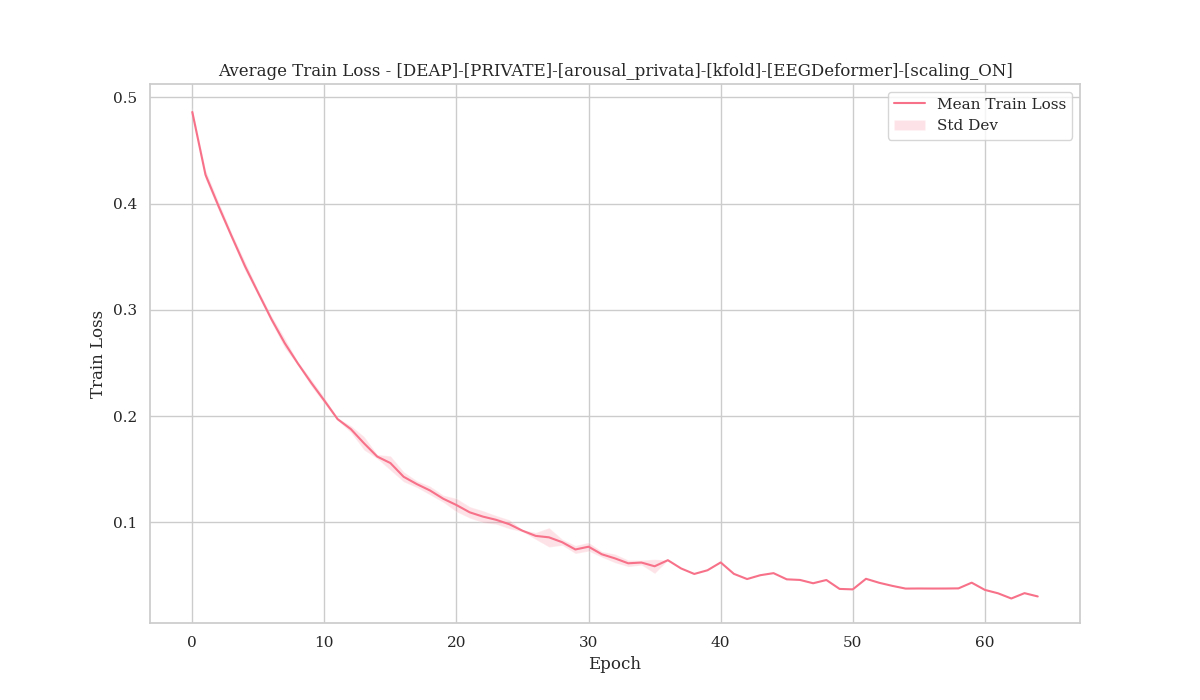 Average Train Loss - [DEAP]-[PRIVATE]-[arousal_privata]-[kfold]-[EEGDeformer]-[scaling_ON]
Mean Train Loss
Std Dev
0.5
0.4
0.3
0.2
0.1
Train Loss
0 10 20 30 40 50 60
Epoch